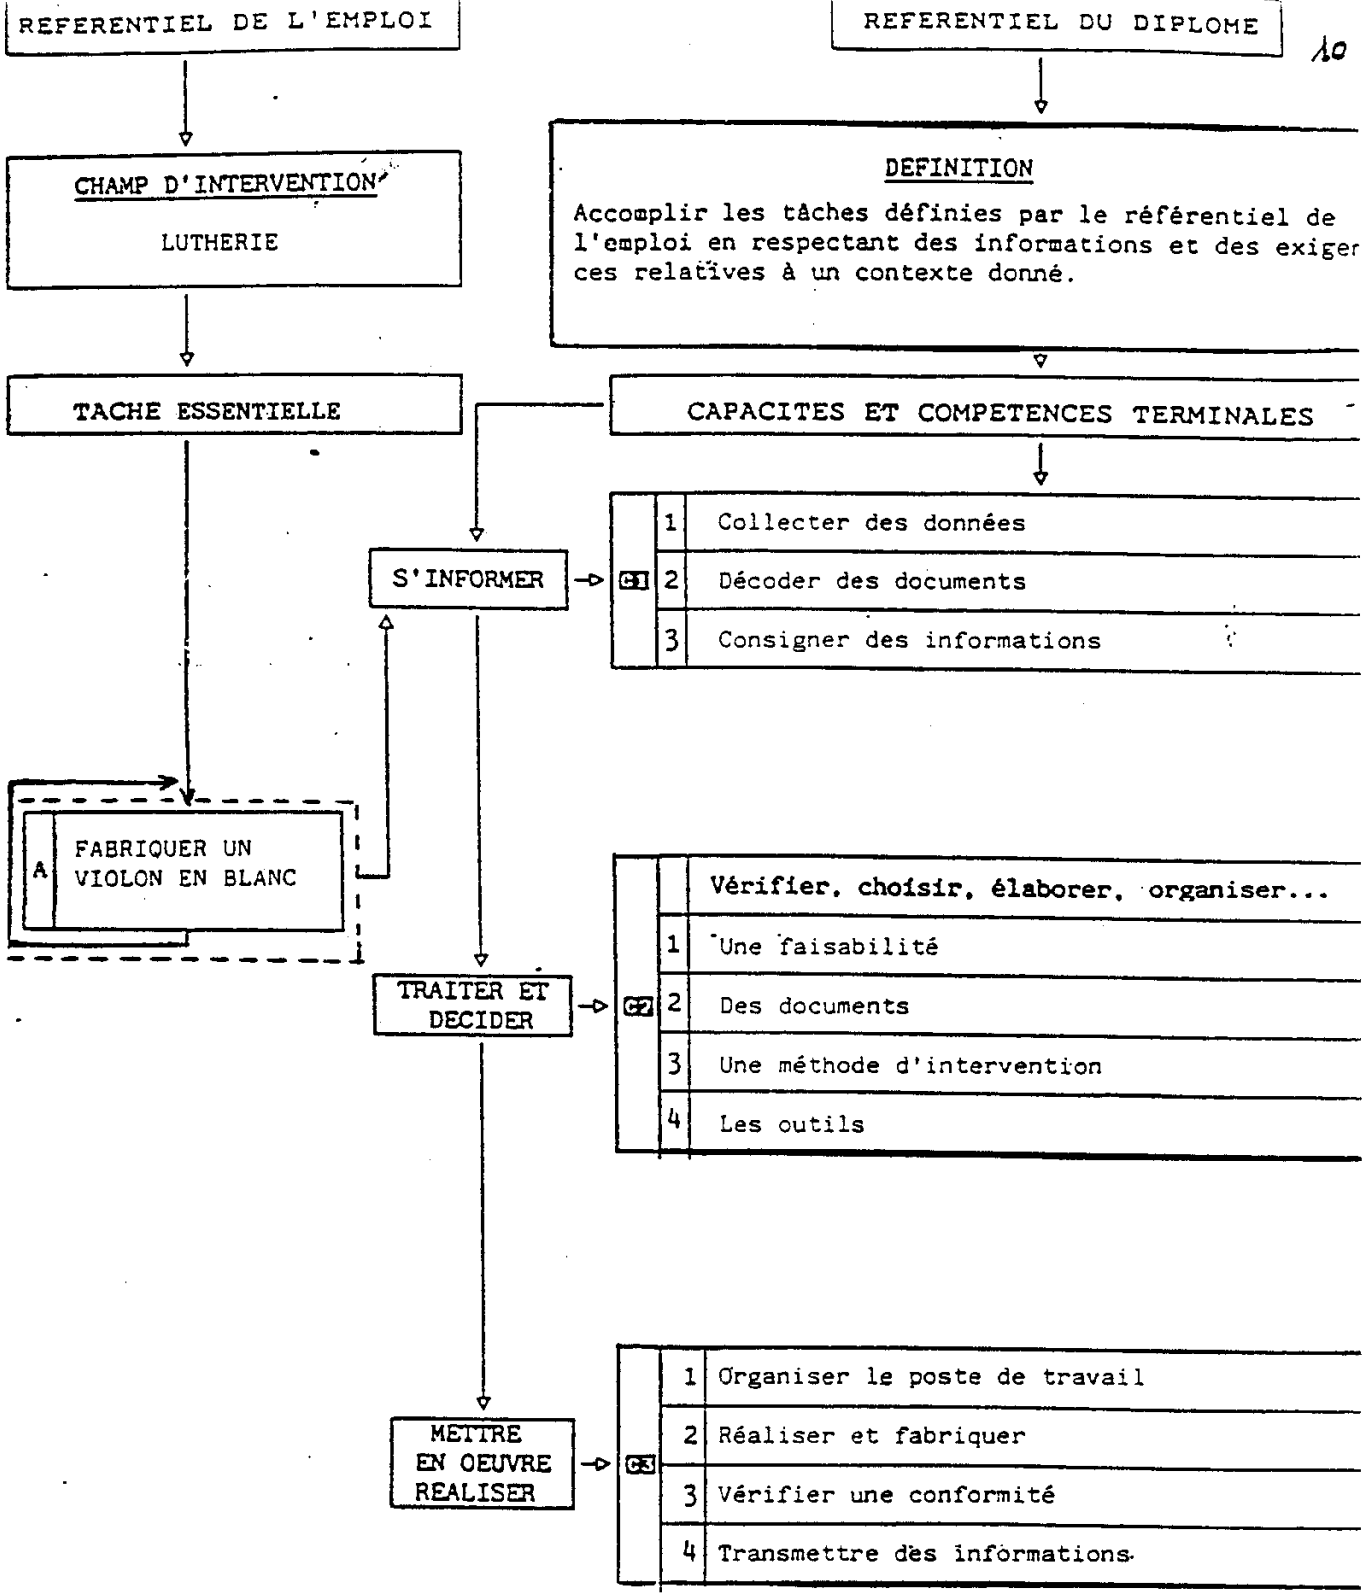 REFERENTIEL DE L'EMPLOI
REFERENTIEL DU DIPLOME
10
CHAMP D'INTERVENTION
LUTHERIE
DEFINITION
Accomplir les tâches définies par le référentiel de
l'emploi en respectant des informations et des exigen
ces relatives à un contexte donné.
TACHE ESSENTIELLE
CAPACITES ET COMPETENCES TERMINALES
S'INFORMER
C1
1 Collecter des données
2 Décoder des documents
3 Consigner des informations
A
FABRIQUER UN
VIOLON EN BLANC
TRAITER ET
DECIDER
C2
Vérifier, choisir, élaborer, organiser...
1 Une faisabilité
2 Des documents
3 Une méthode d'intervention
4 Les outils
METTRE
EN OEUVRE
REALISER
C3
1 Organiser le poste de travail
2 Réaliser et fabriquer
3 Vérifier une conformité
4 Transmettre des informations